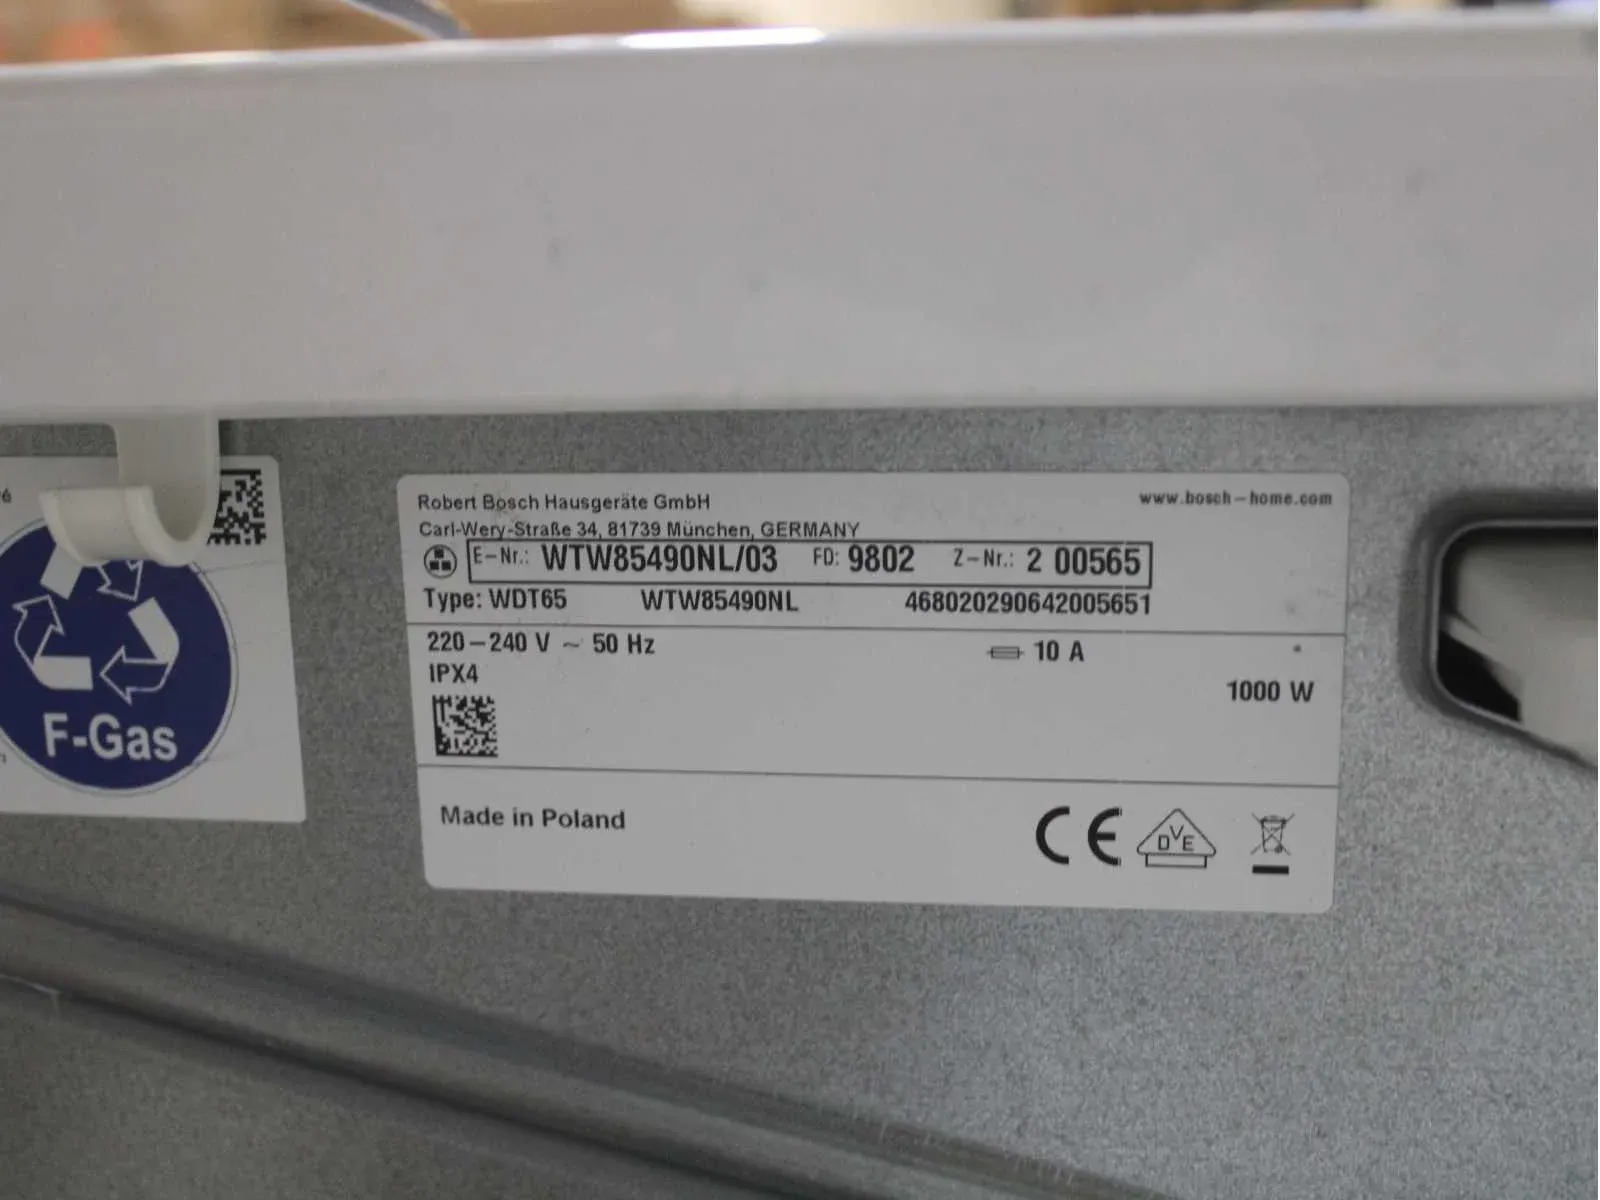 Robert Bosch Hausgeräte GmbH
www.bosch-home.com
Carl-Wery-Straße 34, 81739 München, GERMANY
E-Nr.: WTW85490NL/03 FD: 9802 Z-Nr.: 2 00565
Type: WDT65 WTW85490NL 468020290642005651
220-240 V ~ 50 Hz
10 A
IPX4
1000 W
Made in Poland
CE
DVE
F-Gas